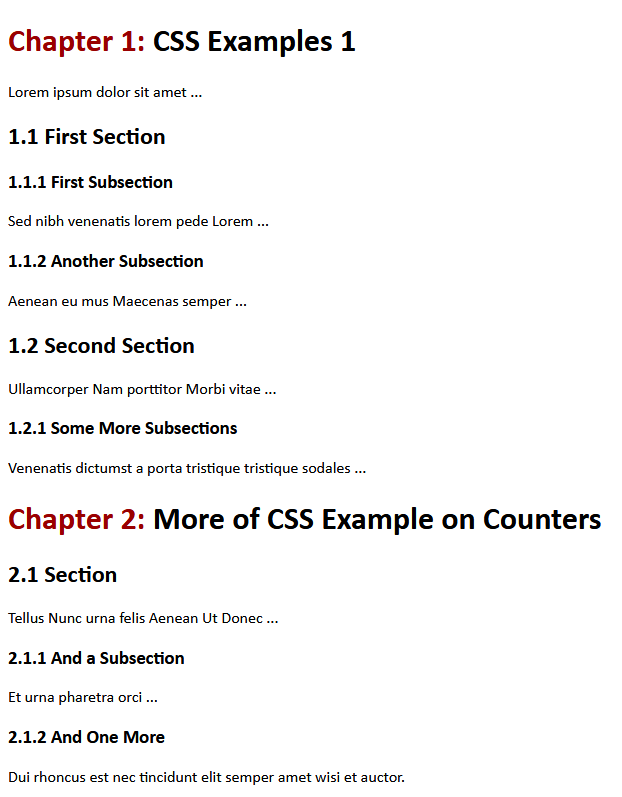 Chapter 1: CSS Examples 1
Lorem ipsum dolor sit amet ...
1.1 First Section
1.1.1 First Subsection
Sed nibh venenatis lorem pede Lorem ...
1.1.2 Another Subsection
Aenean eu mus Maecenas semper ...
1.2 Second Section
Ullamcorper Nam porttitor Morbi vitae ...
1.2.1 Some More Subsections
Venenatis dictumst a porta tristique tristique sodales ...
Chapter 2: More of CSS Example on Counters
2.1 Section
Tellus Nunc urna felis Aenean Ut Donec ...
2.1.1 And a Subsection
Et urna pharetra orci ...
2.1.2 And One More
Dui rhoncus est nec tincidunt elit semper amet wisi et auctor.